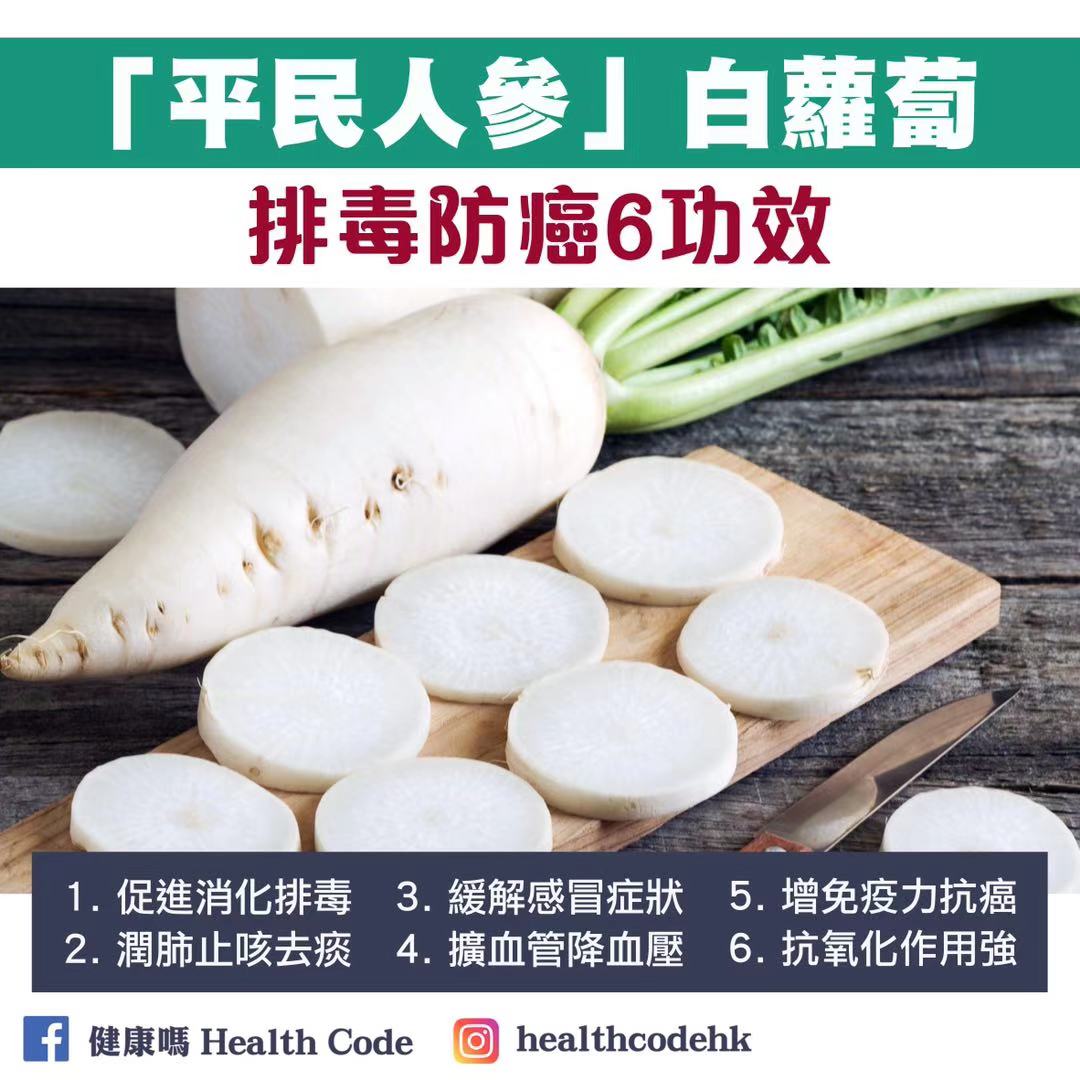 「平民人參」白蘿蔔
排毒防癌6功效
1. 促進消化排毒
2. 潤肺止咳去痰
3. 緩解感冒症狀
4. 擴血管降血壓
5. 增免疫力抗癌
6. 抗氧化作用強
健康嗎 Health Code
healthcodehk